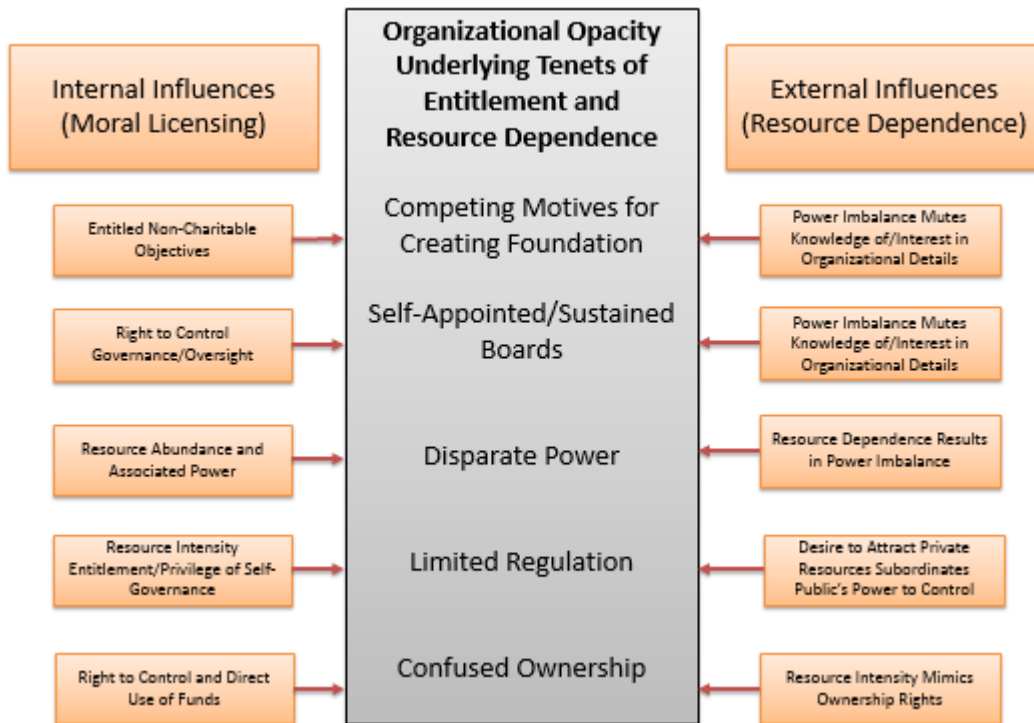 Organizational Opacity
Underlying Tenets of
Entitlement and
Resource Dependence
Internal Influences
(Moral Licensing)
External Influences
(Resource Dependence)
Entitled Non-Charitable
Objectives
Competing Motives for
Creating Foundation
Power Imbalance Mutes
Knowledge of/Interest in
Organizational Details
Right to Control
Governance/Oversight
Self-Appointed/Sustained
Boards
Power Imbalance Mutes
Knowledge of/Interest in
Organizational Details
Resource Abundance and
Associated Power
Disparate Power
Resource Dependence Results
in Power Imbalance
Resource Intensity
Entitlement/Privilege of Self-
Governance
Limited Regulation
Desire to Attract Private
Resources Subordinates
Public's Power to Control
Right to Control and Direct
Use of Funds
Confused Ownership
Resource Intensity Mimics
Ownership Rights